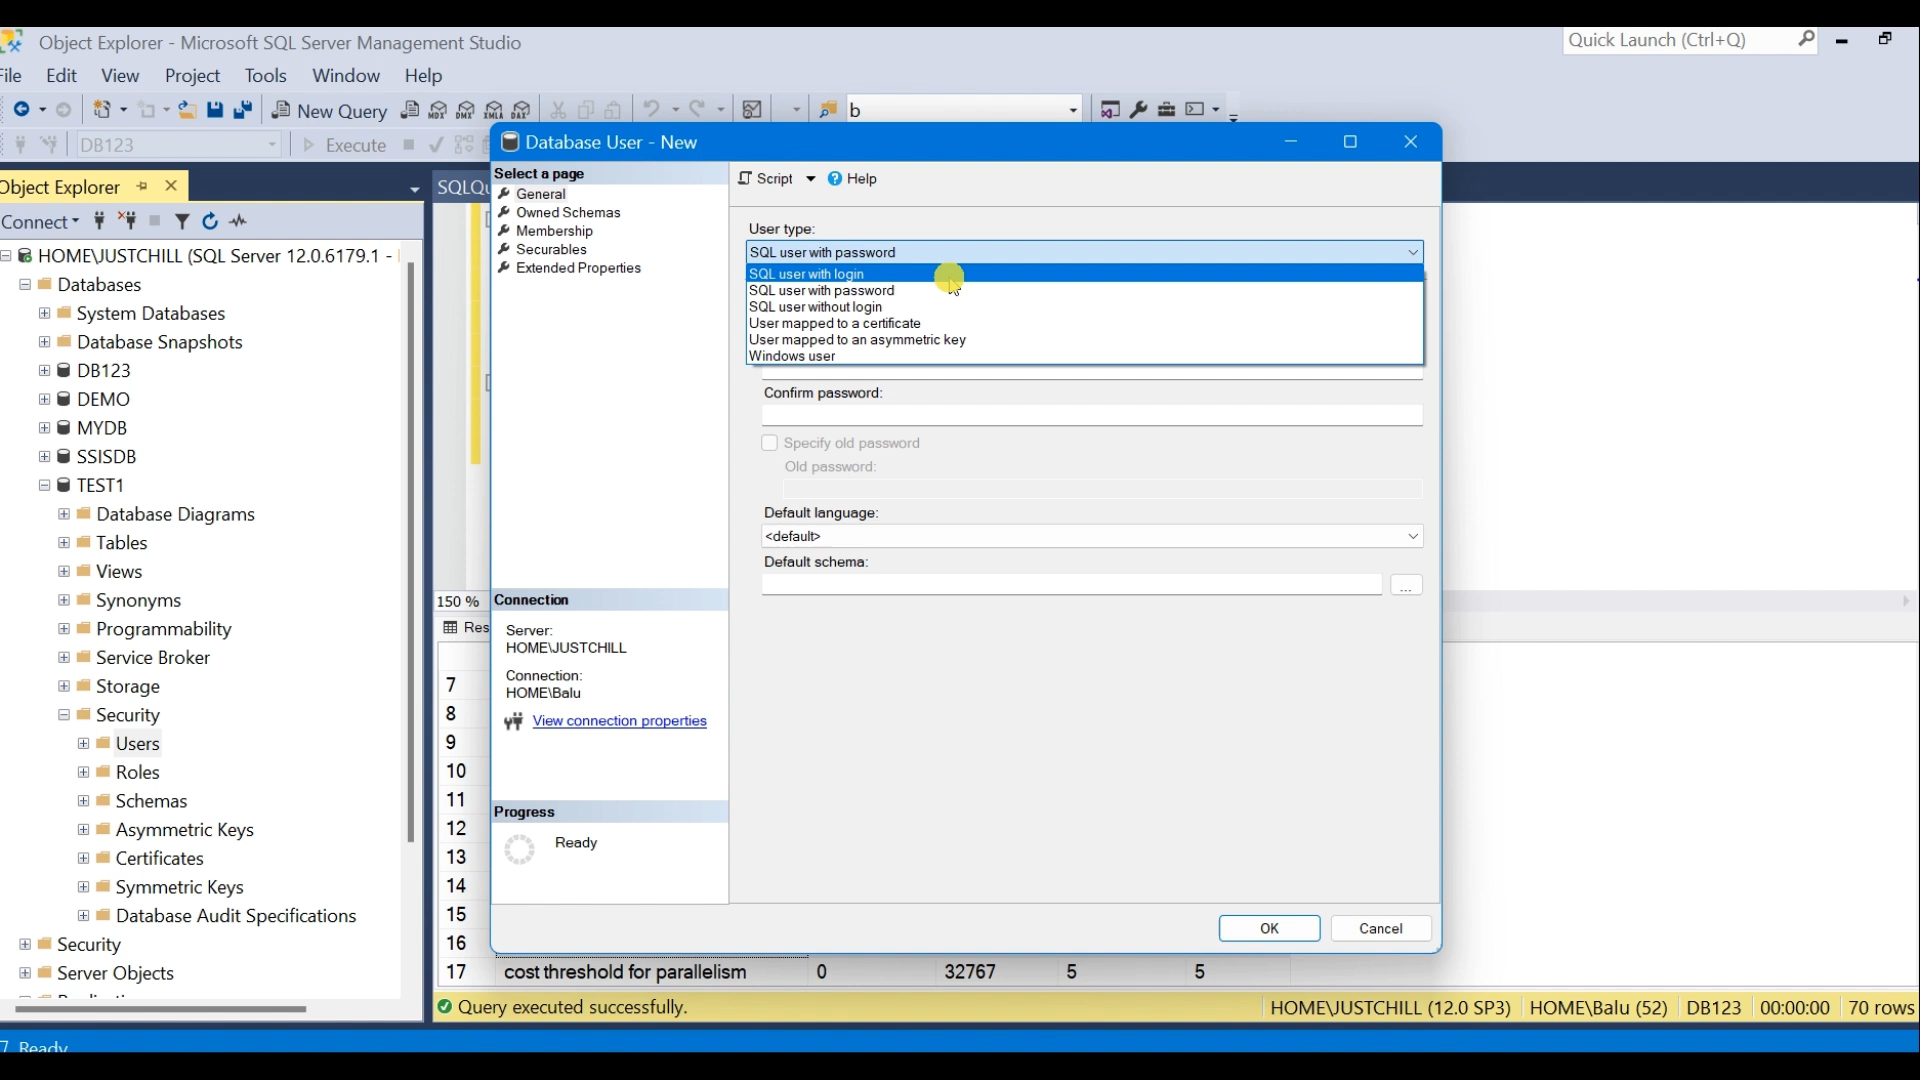 Object Explorer - Microsoft SQL Server Management Studio
Quick Launch (Ctrl+Q)
File Edit View Project Tools Window Help
New Query MDX DMX XMLA DAX b
DB123 Execute
Object Explorer
Connect
HOME\JUSTCHILL (SQL Server 12.0.6179.1 -
Databases
System Databases
Database Snapshots
DB123
DEMO
MYDB
SSISDB
TEST1
Database Diagrams
Tables
Views
Synonyms
Programmability
Service Broker
Storage
Security
Users
Roles
Schemas
Asymmetric Keys
Certificates
Symmetric Keys
Database Audit Specifications
Security
Server Objects
SQLQu
150 %
Res
7
8
9
10
11
12
13
14
15
16
17 cost threshold for parallelism 0 32767 5 5
Database User - New
Select a page
General
Owned Schemas
Membership
Securables
Extended Properties
Connection
Server:
HOME\JUSTCHILL
Connection:
HOME\Balu
View connection properties
Progress
Ready
Script Help
User type:
SQL user with password
SQL user with login
SQL user with password
SQL user without login
User mapped to a certificate
User mapped to an asymmetric key
Windows user
Confirm password:
Specify old password
Old password:
Default language:
<default>
Default schema:
...
OK Cancel
Query executed successfully. HOME\JUSTCHILL (12.0 SP3) HOME\Balu (52) DB123 00:00:00 70 rows
Ready